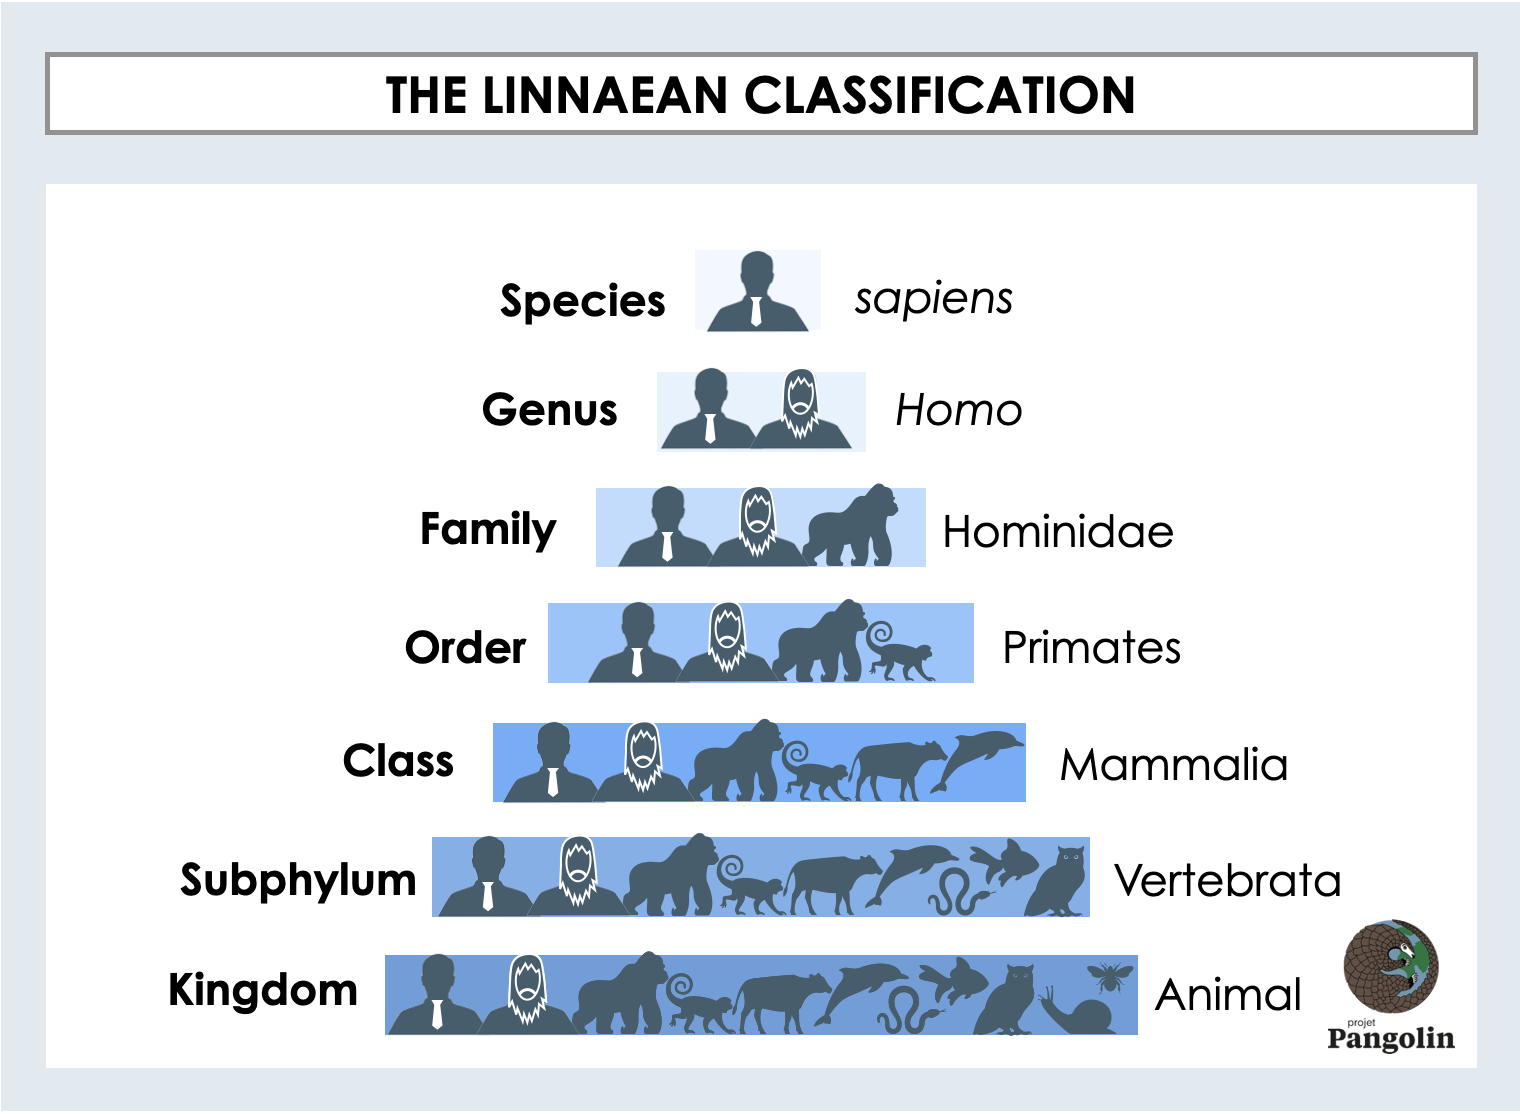 THE LINNAEAN CLASSIFICATION
Species sapiens
Genus Homo
Family Hominidae
Order Primates
Class Mammalia
Subphylum Vertebrata
Kingdom Animal
projet
Pangolin